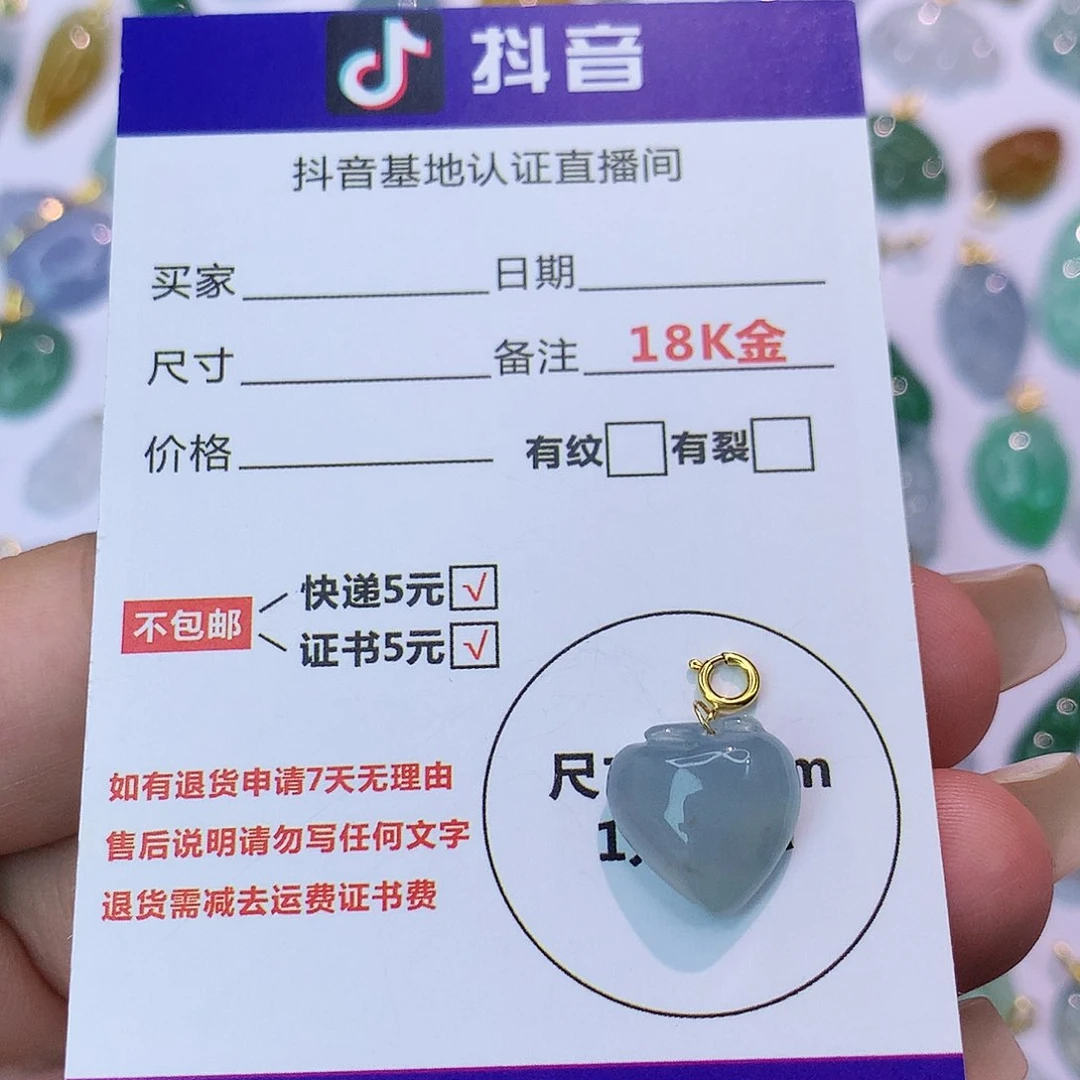 抖音
抖音基地认证直播间
买家 日期
尺寸 备注 18K金
价格 有纹 有裂
不包邮
快递5元 √
证书5元 √
如有退货申请7天无理由
售后说明请勿写任何文字
退货需减去运费证书费
尺 m
1